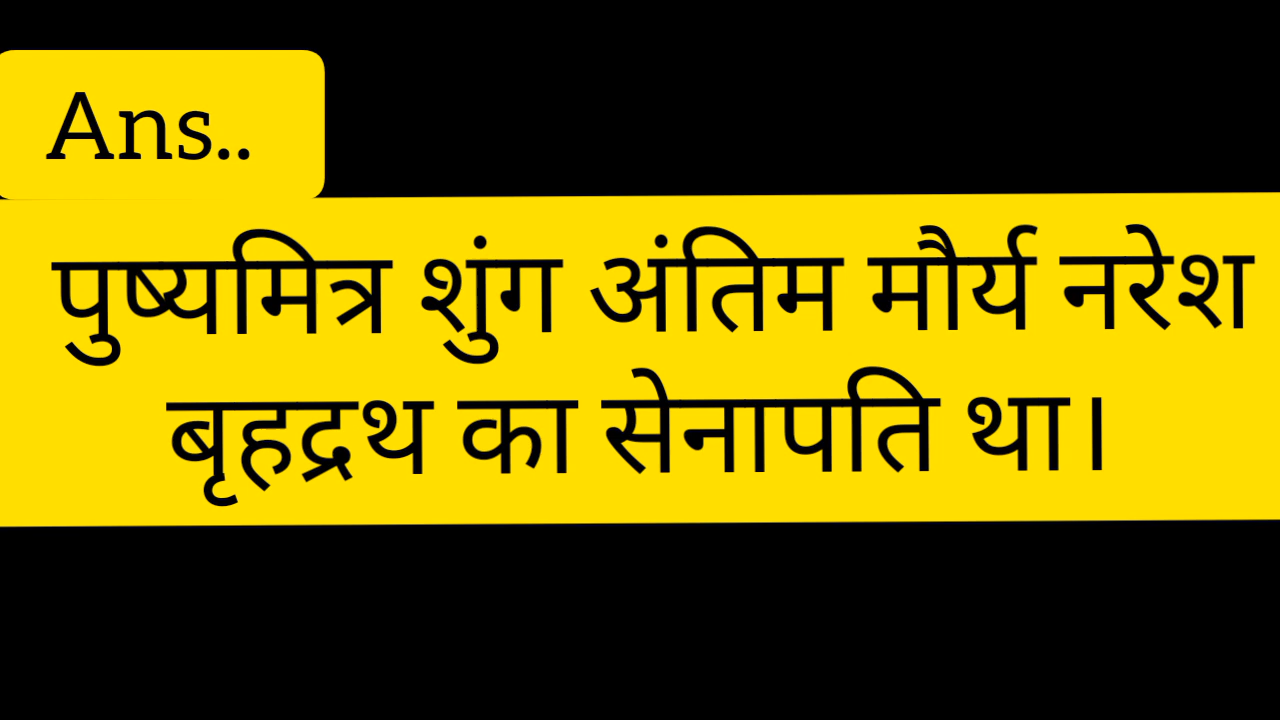 Ans..
पुष्यमित्र शुंग अंतिम मौर्य नरेश
बृहद्रथ का सेनापति था।